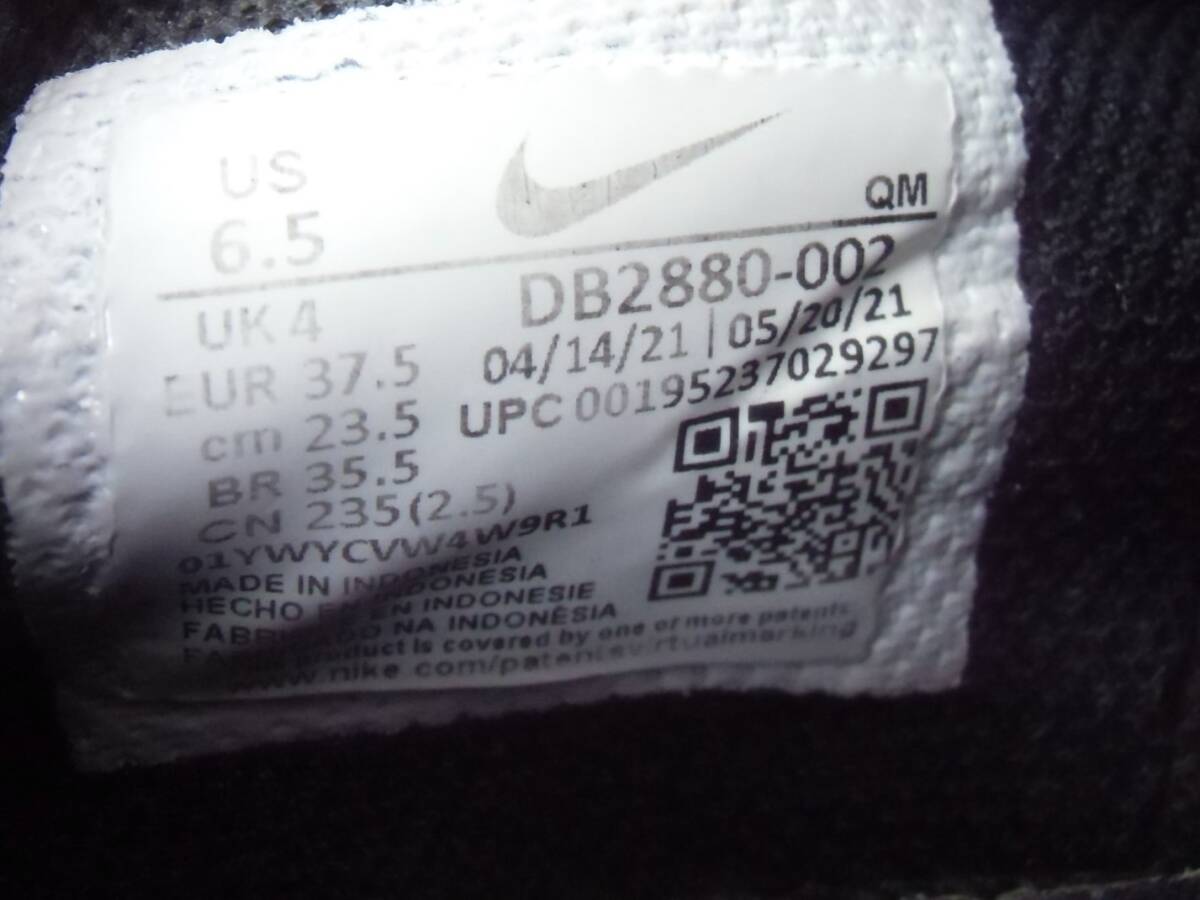 US
6.5
QM
UK 4
EUR 37.5
cm 23.5
BR 35.5
CN 235(2.5)
DB2880-002
04/14/21 | 05/20/21
UPC 00195237029297
01YWYCVW4W9R1
MADE IN INDONESIA
HECHO EN INDONESIA
EN INDONESIE
FABRICADO NA INDONÉSIA
product is covered by one or more patents
www.nike.com/patentsvirtualmarking